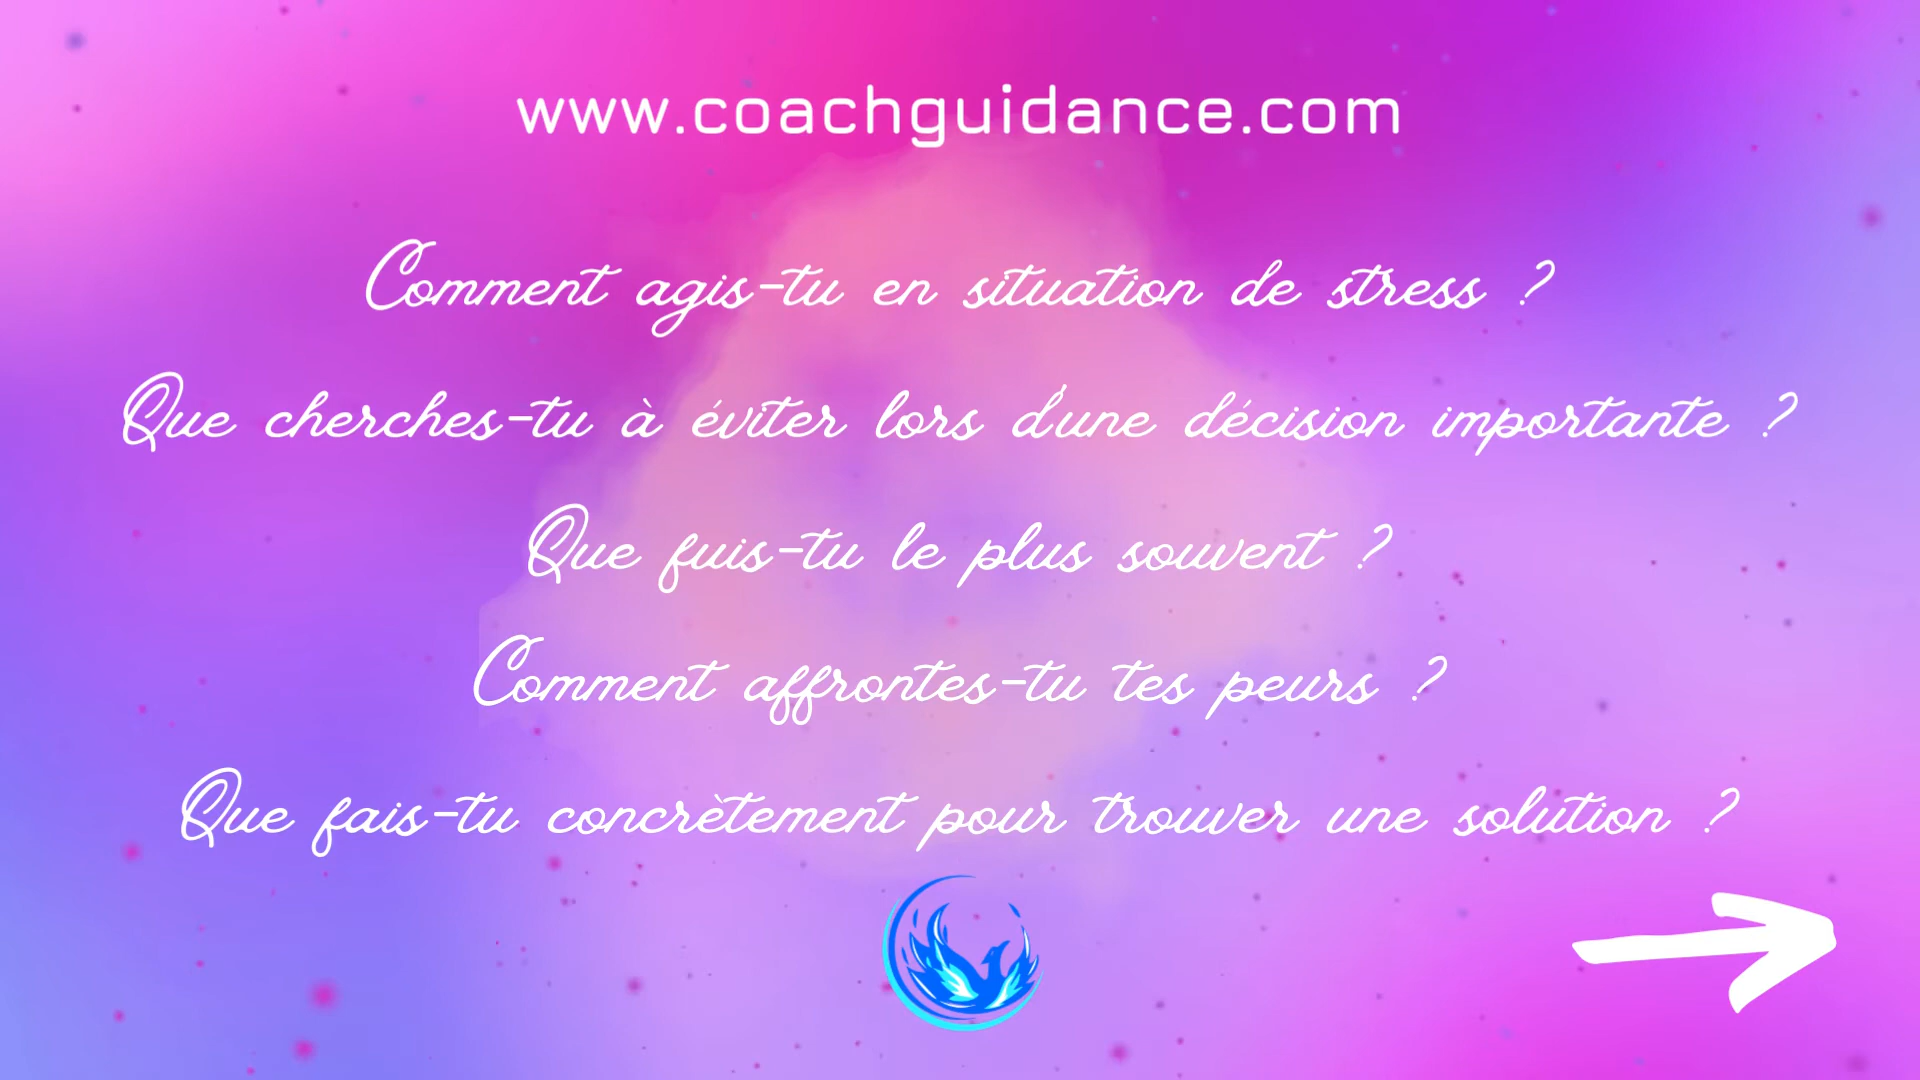 www.coachguidance.com
Comment agis-tu en situation de stress ?
Que cherches-tu à éviter lors d'une décision importante ?
Que fuis-tu le plus souvent ?
Comment affrontes-tu tes peurs ?
Que fais-tu concrètement pour trouver une solution ?